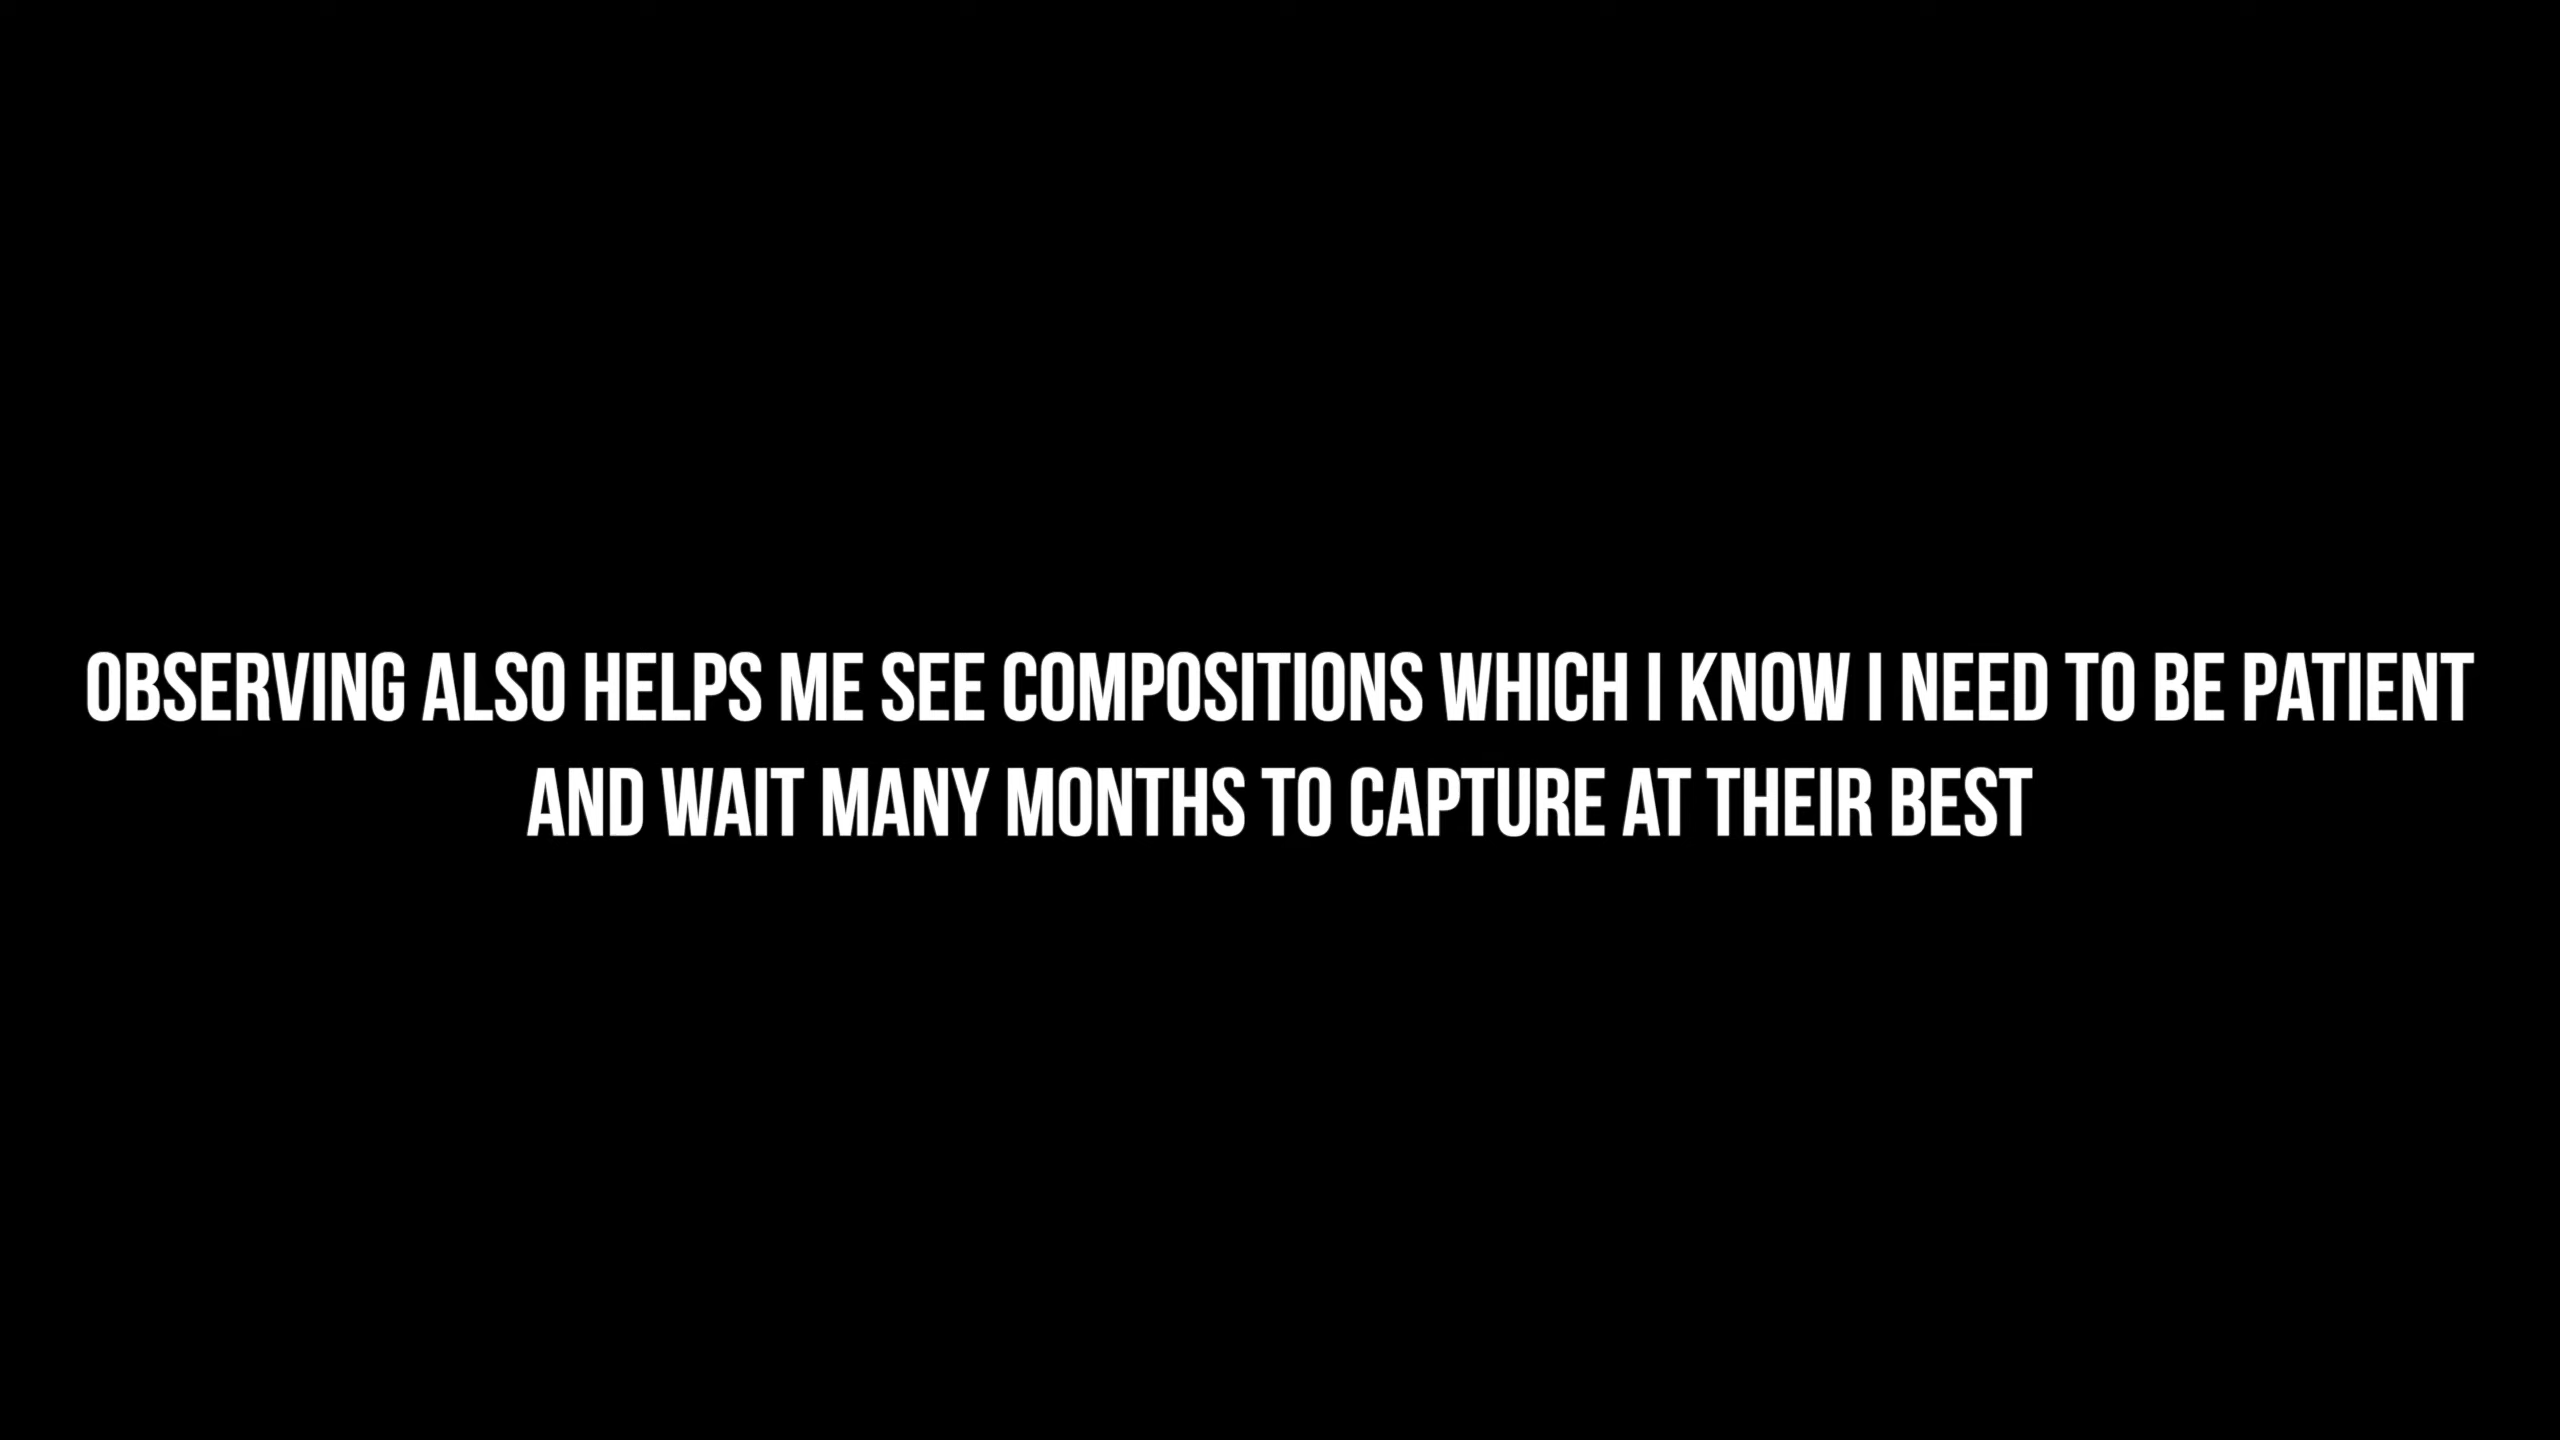 OBSERVING ALSO HELPS ME SEE COMPOSITIONS WHICH I KNOW I NEED TO BE PATIENT
AND WAIT MANY MONTHS TO CAPTURE AT THEIR BEST